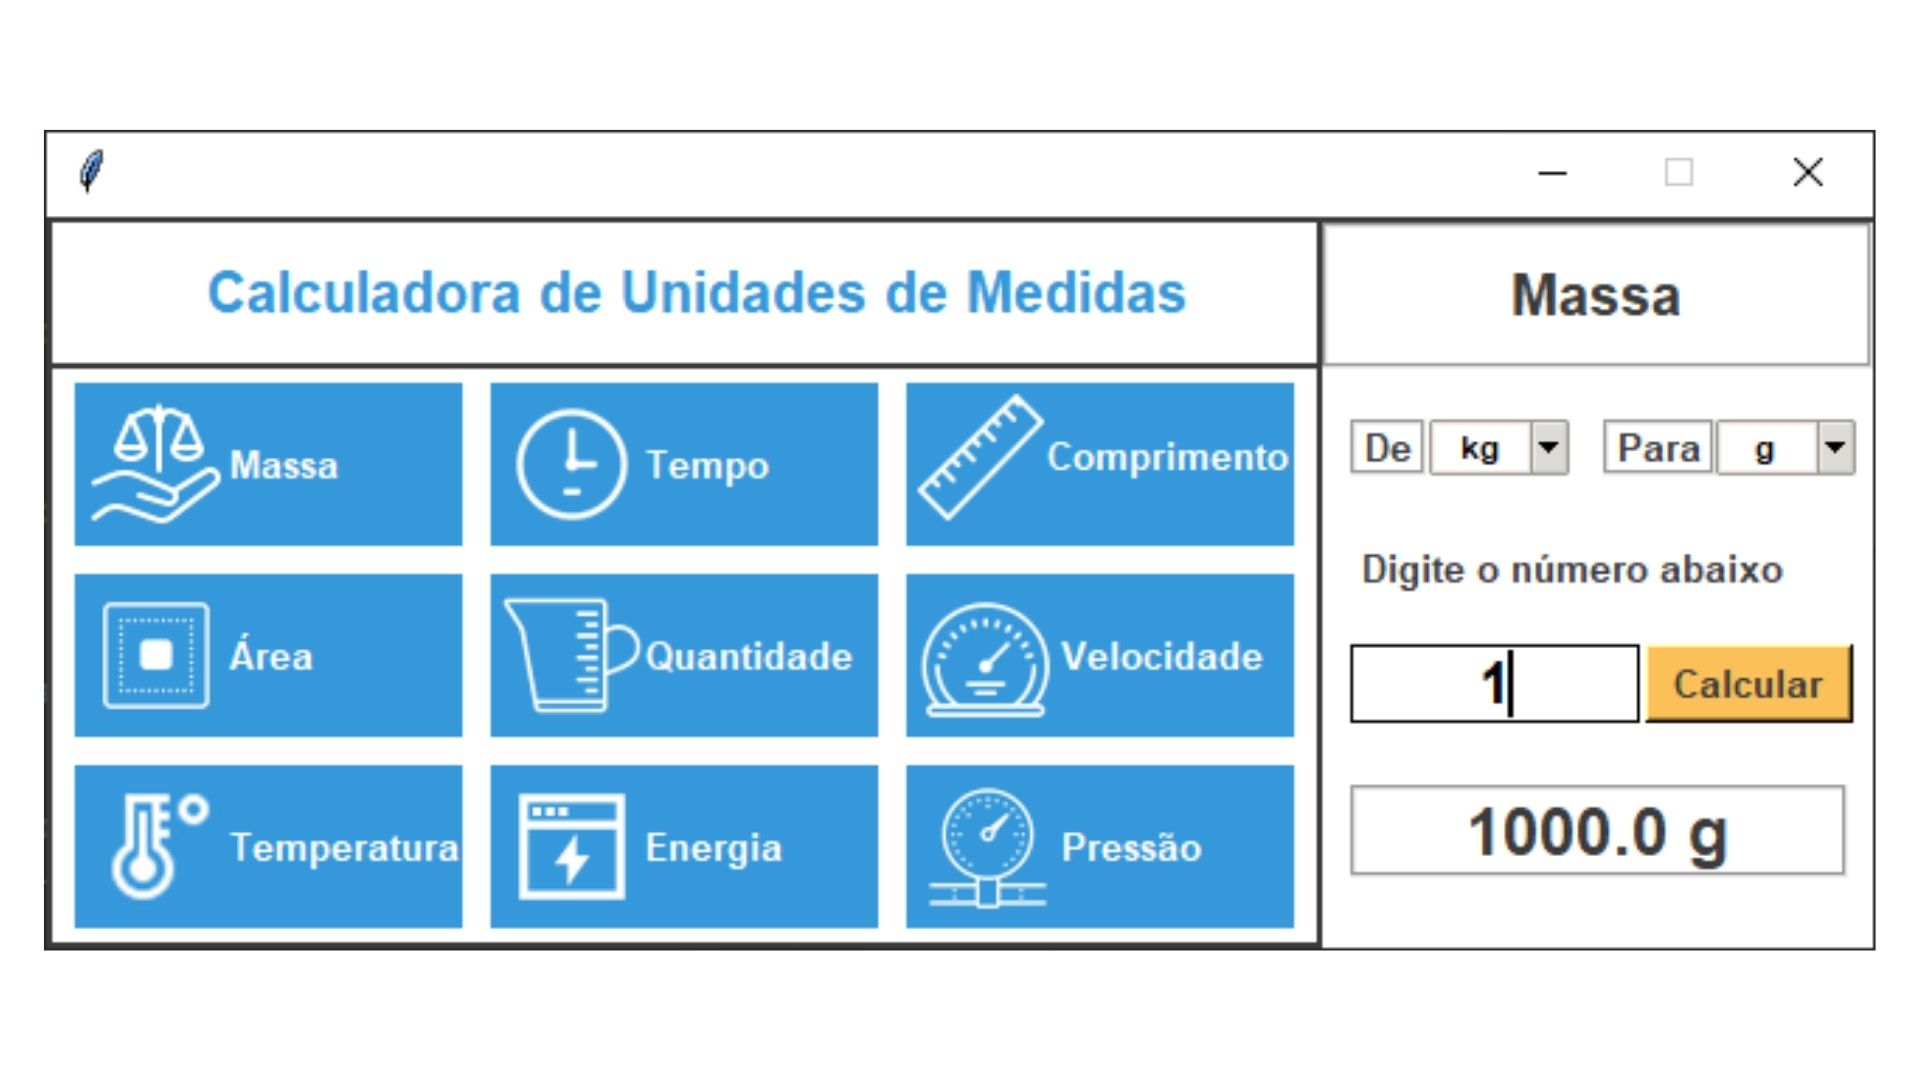 Calculadora de Unidades de Medidas
Massa
Massa
Tempo
Comprimento
Área
Quantidade
Velocidade
Temperatura
Energia
Pressão
De kg Para g
Digite o número abaixo
1 Calcular
1000.0 g